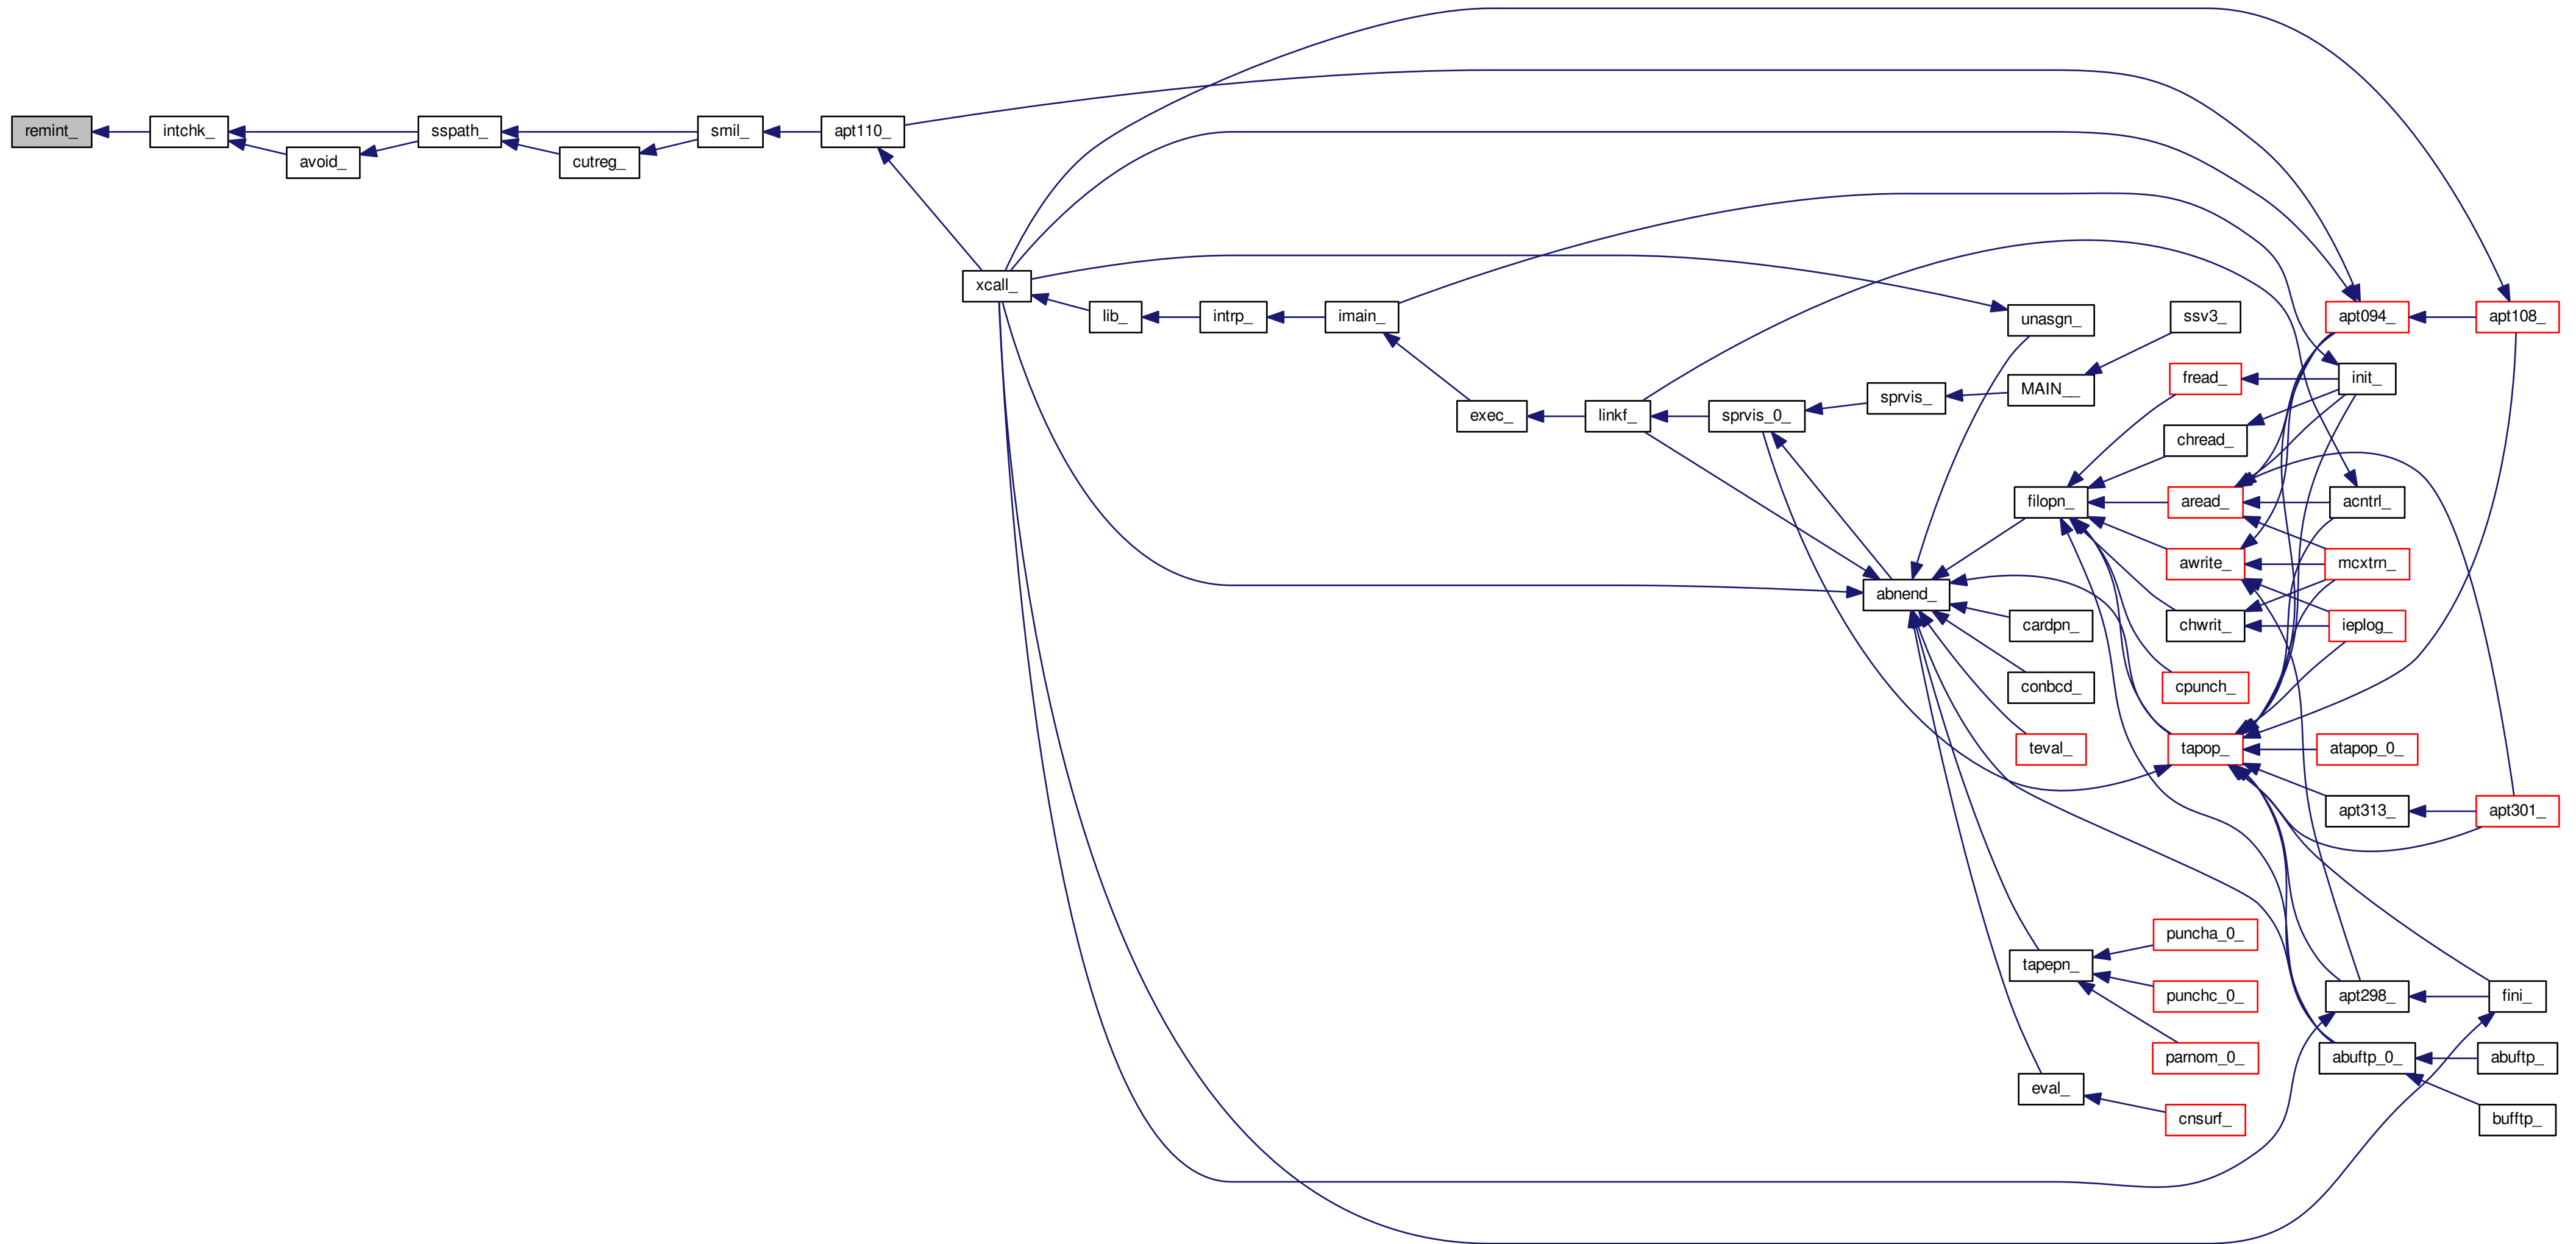 remint_
intchk_
avoid_
sspath_
cutreg_
smil_
apt110_
xcall_
lib_
intrp_
imain_
exec_
linkf_
sprvis_0_
sprvis_
MAIN__
ssv3_
unasgn_
abnend_
filopn_
cardpn_
conbcd_
teval_
tapepn_
eval_
fread_
chread_
aread_
awrite_
chwrit_
cpunch_
tapop_
puncha_0_
punchc_0_
parnom_0_
cnsurf_
apt094_
init_
acntrl_
mcxtrn_
ieplog_
atapop_0_
apt313_
apt298_
abuftp_0_
apt108_
apt301_
fini_
abuftp_
bufftp_